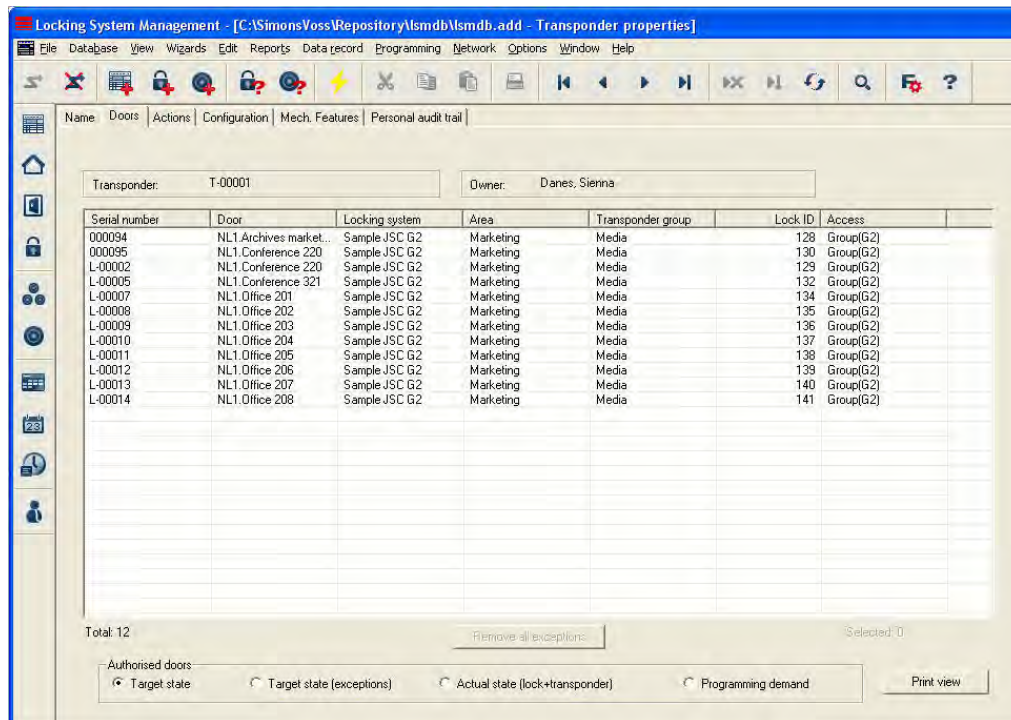 Locking System Management - [C:\SimonsVoss\Repository\lsmdb\lsmdb.add - Transponder properties]
File Database View Wizards Edit Reports Data record Programming Network Options Window Help
Name Doors Actions Configuration Mech. Features Personal audit trail
Transponder: T-00001 Owner: Danes, Sienna
Serial number Door Locking system Area Transponder group Lock ID Access
000094 NL1.Archives market... Sample JSC G2 Marketing Media 128 Group(G2)
000095 NL1.Conference 220 Sample JSC G2 Marketing Media 130 Group(G2)
L-00002 NL1.Conference 220 Sample JSC G2 Marketing Media 129 Group(G2)
L-00005 NL1.Conference 321 Sample JSC G2 Marketing Media 132 Group(G2)
L-00007 NL1.Office 201 Sample JSC G2 Marketing Media 134 Group(G2)
L-00008 NL1.Office 202 Sample JSC G2 Marketing Media 135 Group(G2)
L-00009 NL1.Office 203 Sample JSC G2 Marketing Media 136 Group(G2)
L-00010 NL1.Office 204 Sample JSC G2 Marketing Media 137 Group(G2)
L-00011 NL1.Office 205 Sample JSC G2 Marketing Media 138 Group(G2)
L-00012 NL1.Office 206 Sample JSC G2 Marketing Media 139 Group(G2)
L-00013 NL1.Office 207 Sample JSC G2 Marketing Media 140 Group(G2)
L-00014 NL1.Office 208 Sample JSC G2 Marketing Media 141 Group(G2)
23
Total: 12 Remove all exceptions Selected: 0
Authorised doors
Target state Target state (exceptions) Actual state (lock+transponder) Programming demand Print view